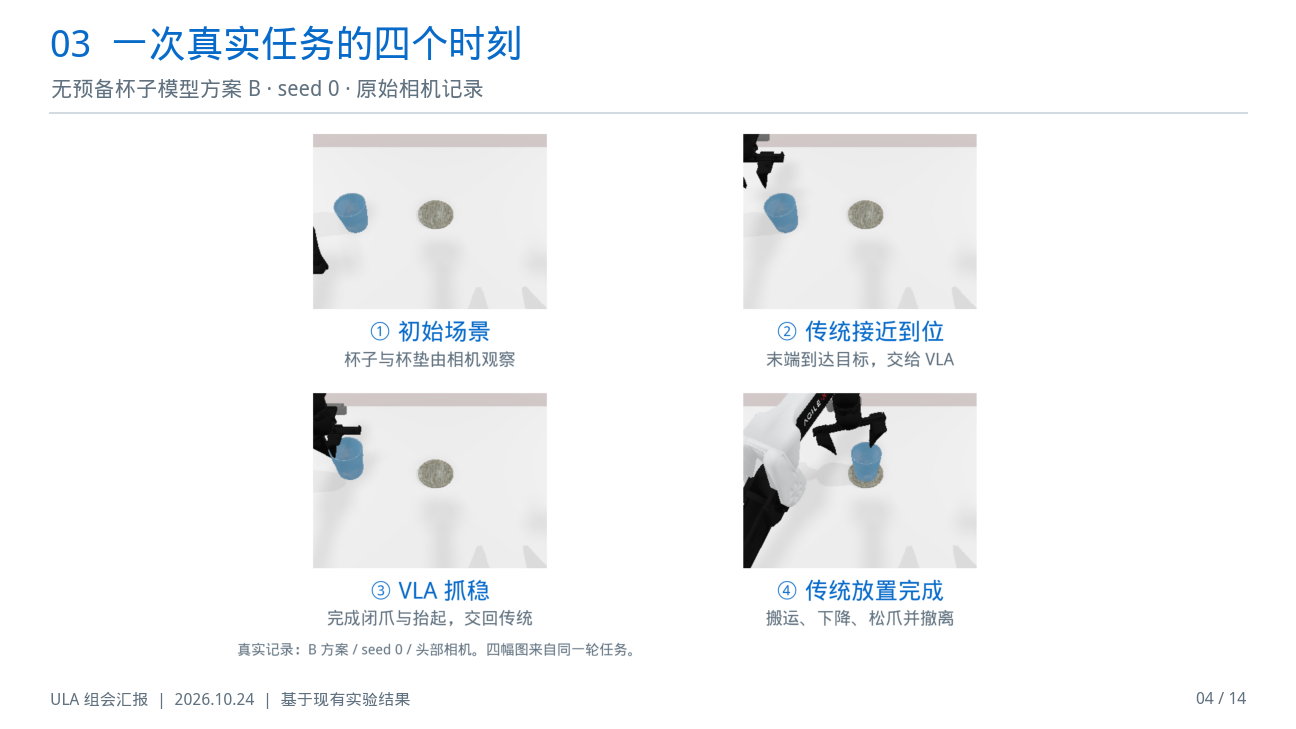 03 一次真实任务的四个时刻
无预备杯子模型方案 B · seed 0 · 原始相机记录
① 初始场景
杯子与杯垫由相机观察
② 传统接近到位
末端到达目标，交给 VLA
AGILE
③ VLA 抓稳
完成闭爪与抬起，交回传统
④ 传统放置完成
搬运、下降、松爪并撤离
真实记录：B 方案 / seed 0 / 头部相机。四幅图来自同一轮任务。
ULA 组会汇报 | 2026.10.24 | 基于现有实验结果
04 / 14